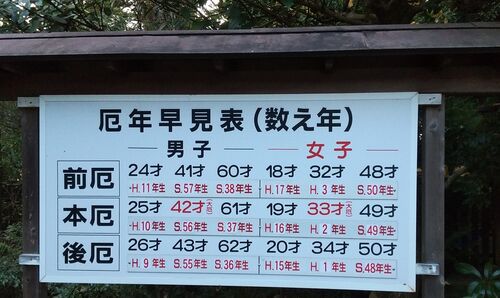 厄年早見表(数え年)
男子 女子
前厄 24才 41才 60才 18才 32才 48才
H.11年生 S.57年生 S.38年生 H.17年生 H.3年生 S.50年生
本厄 25才 42才(大厄) 61才 19才 33才(大厄) 49才
H.10年生 S.56年生 S.37年生 H.16年生 H.2年生 S.49年生
後厄 26才 43才 62才 20才 34才 50才
H.9年生 S.55年生 S.36年生 H.15年生 H.1年生 S.48年生